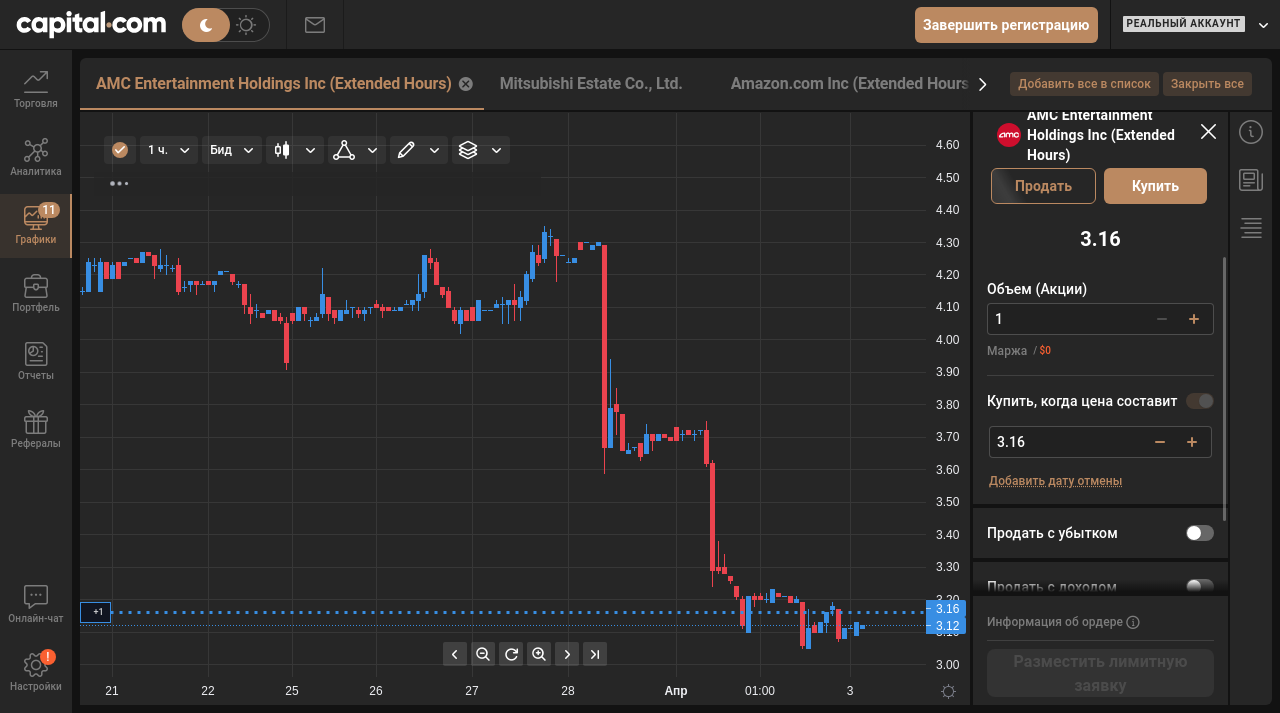 capital.com
Завершить регистрацию
РЕАЛЬНЫЙ АККАУНТ
Торговля
Аналитика
11
Графики
Портфель
Отчеты
Рефералы
Онлайн-чат
!
Настройки
AMC Entertainment Holdings Inc (Extended Hours)
Mitsubishi Estate Co., Ltd.
Amazon.com Inc (Extended Hours
Добавить все в список
Закрыть все
1 ч.
Бид
4.60
4.50
4.40
4.30
4.20
4.10
4.00
3.90
3.80
3.70
3.60
3.50
3.40
3.30
3.20
3.16
3.12
3.10
3.00
+1
21
22
25
26
27
28
Апр
01:00
3
amc
AMC Entertainment
Holdings Inc (Extended
Hours)
Продать
Купить
3.16
Объем (Акции)
1
Маржа / $0
Купить, когда цена составит
3.16
Добавить дату отмены
Продать с убытком
Продать с доходом
Информация об ордере
Разместить лимитную
заявку